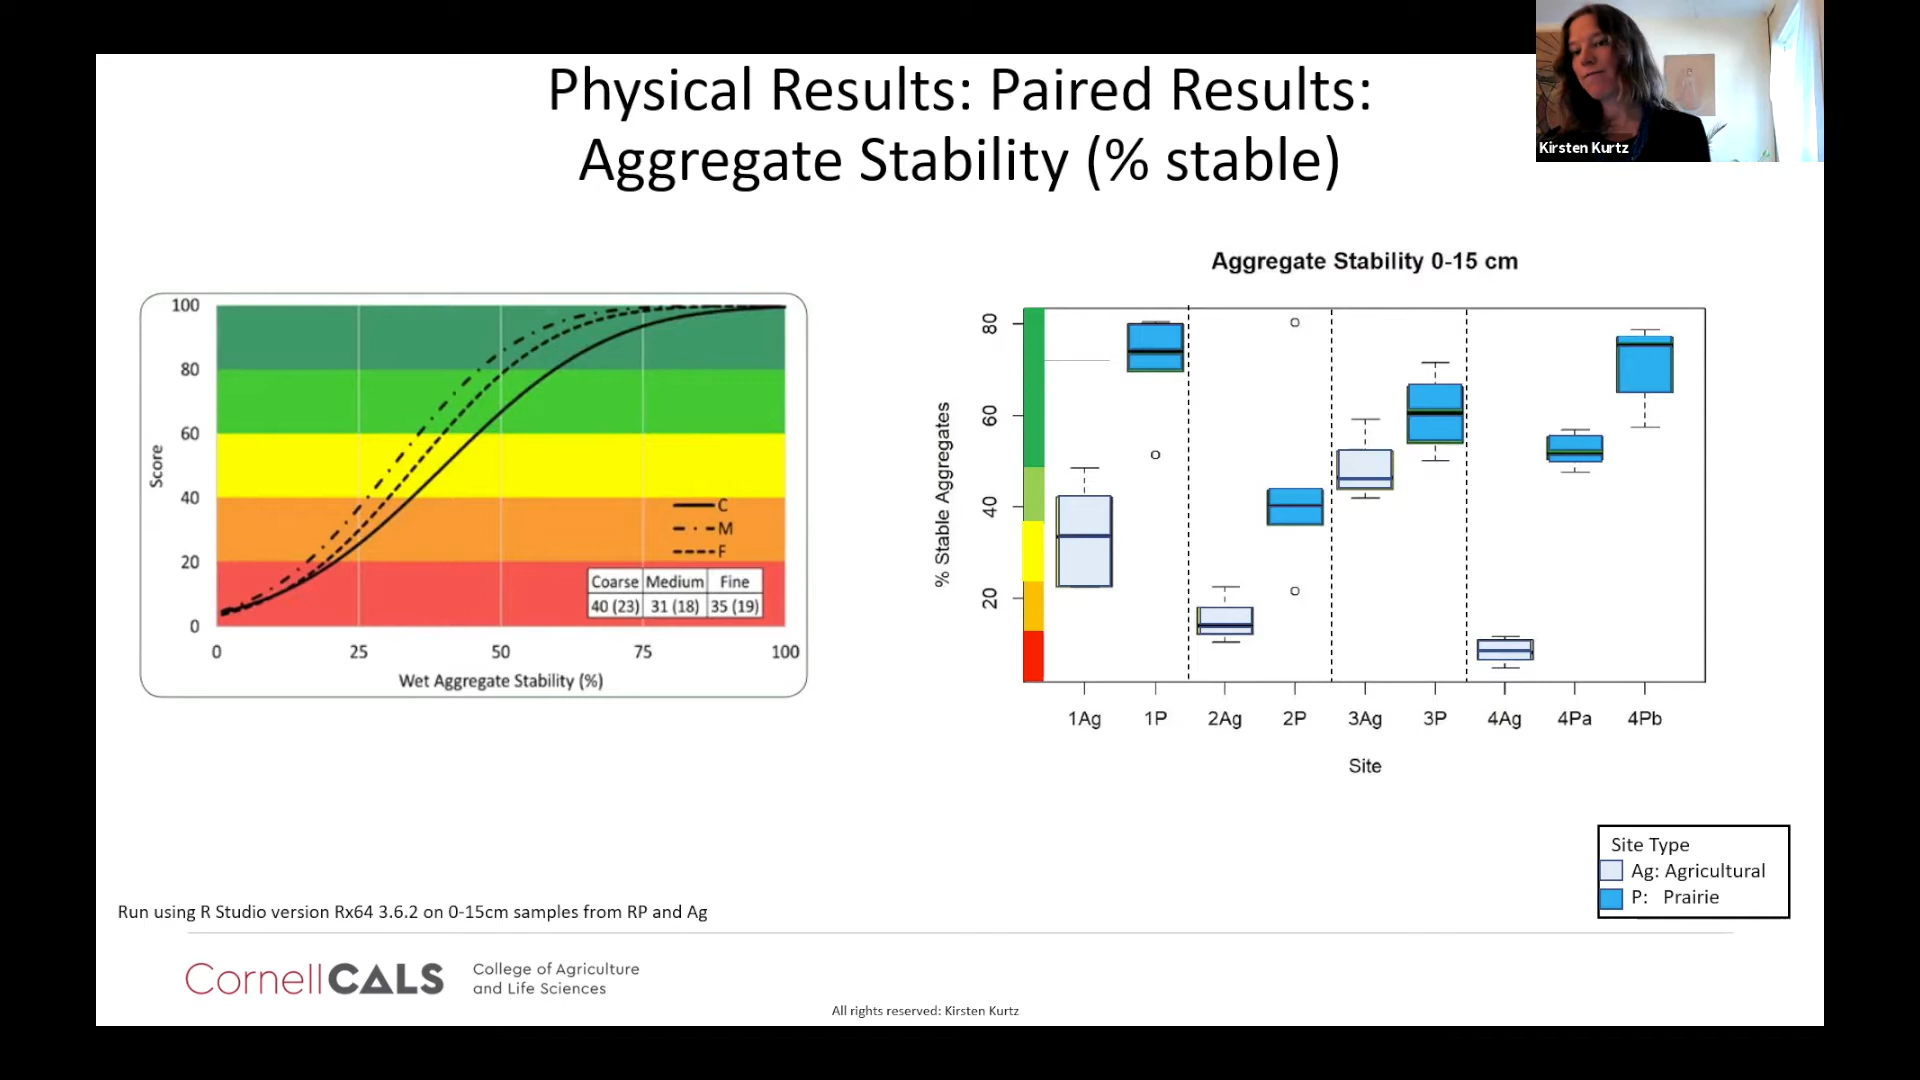 Physical Results: Paired Results:
Aggregate Stability (% stable)
Kirsten Kurtz
100
80
60
40
20
0
Score
C
M
F
Coarse Medium Fine
40 (23) 31 (18) 35 (19)
0 25 50 75 100
Wet Aggregate Stability (%)
Aggregate Stability 0-15 cm
80
60
40
20
% Stable Aggregates
1Ag 1P 2Ag 2P 3Ag 3P 4Ag 4Pa 4Pb
Site
Site Type
Ag: Agricultural
P: Prairie
Run using R Studio version Rx64 3.6.2 on 0-15cm samples from RP and Ag
CornellCALS
College of Agriculture
and Life Sciences
All rights reserved: Kirsten Kurtz